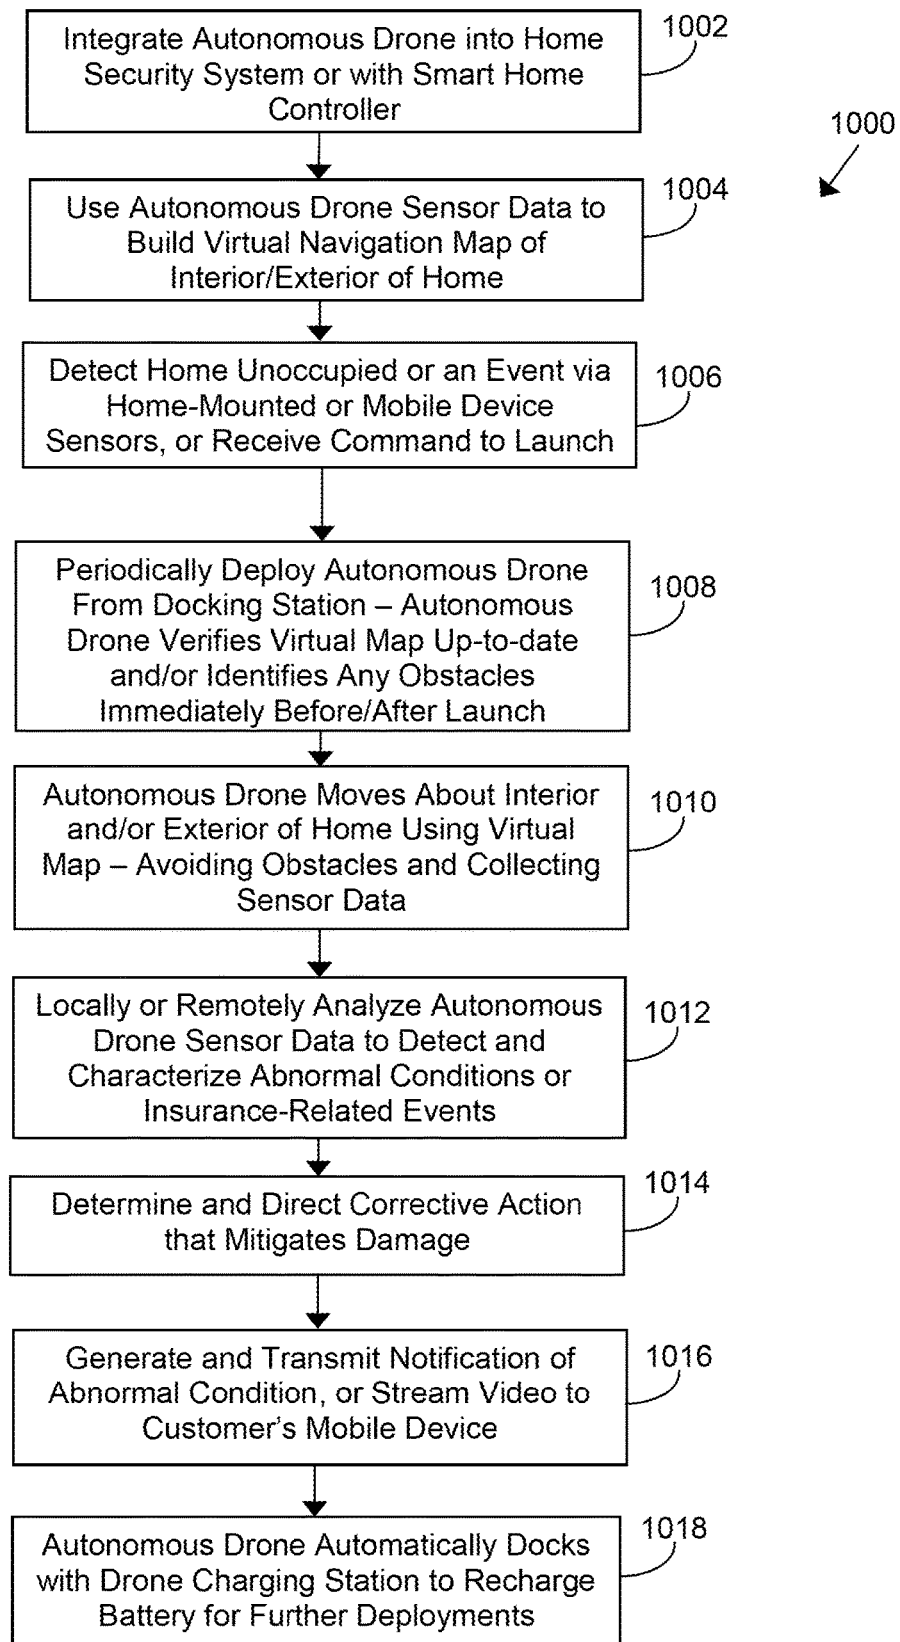 Integrate Autonomous Drone into Home
Security System or with Smart Home
Controller
1002
1000
Use Autonomous Drone Sensor Data to
Build Virtual Navigation Map of
Interior/Exterior of Home
1004
Detect Home Unoccupied or an Event via
Home-Mounted or Mobile Device
Sensors, or Receive Command to Launch
1006
Periodically Deploy Autonomous Drone
From Docking Station – Autonomous
Drone Verifies Virtual Map Up-to-date
and/or Identifies Any Obstacles
Immediately Before/After Launch
1008
Autonomous Drone Moves About Interior
and/or Exterior of Home Using Virtual
Map – Avoiding Obstacles and Collecting
Sensor Data
1010
Locally or Remotely Analyze Autonomous
Drone Sensor Data to Detect and
Characterize Abnormal Conditions or
Insurance-Related Events
1012
Determine and Direct Corrective Action
that Mitigates Damage
1014
Generate and Transmit Notification of
Abnormal Condition, or Stream Video to
Customer's Mobile Device
1016
Autonomous Drone Automatically Docks
with Drone Charging Station to Recharge
Battery for Further Deployments
1018